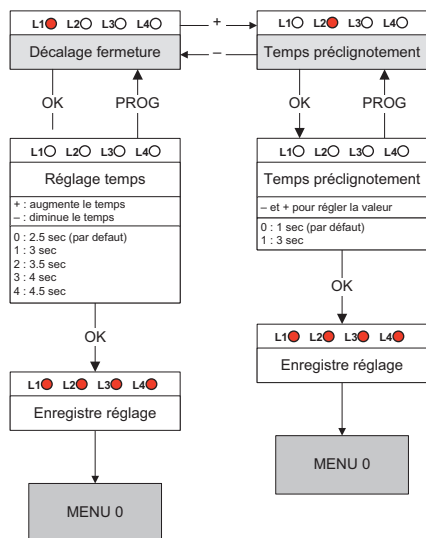 L1 L2 L3 L4
Décalage fermeture
+
–
L1 L2 L3 L4
Temps préclignotement
OK
PROG
OK
PROG
L1 L2 L3 L4
Réglage temps
+ : augmente le temps
– : diminue le temps
0 : 2.5 sec (par defaut)
1 : 3 sec
2 : 3.5 sec
3 : 4 sec
4 : 4.5 sec
L1 L2 L3 L4
Temps préclignotement
– et + pour régler la valeur
0 : 1 sec (par défaut)
1 : 3 sec
OK
OK
L1 L2 L3 L4
Enregistre réglage
L1 L2 L3 L4
Enregistre réglage
MENU 0
MENU 0